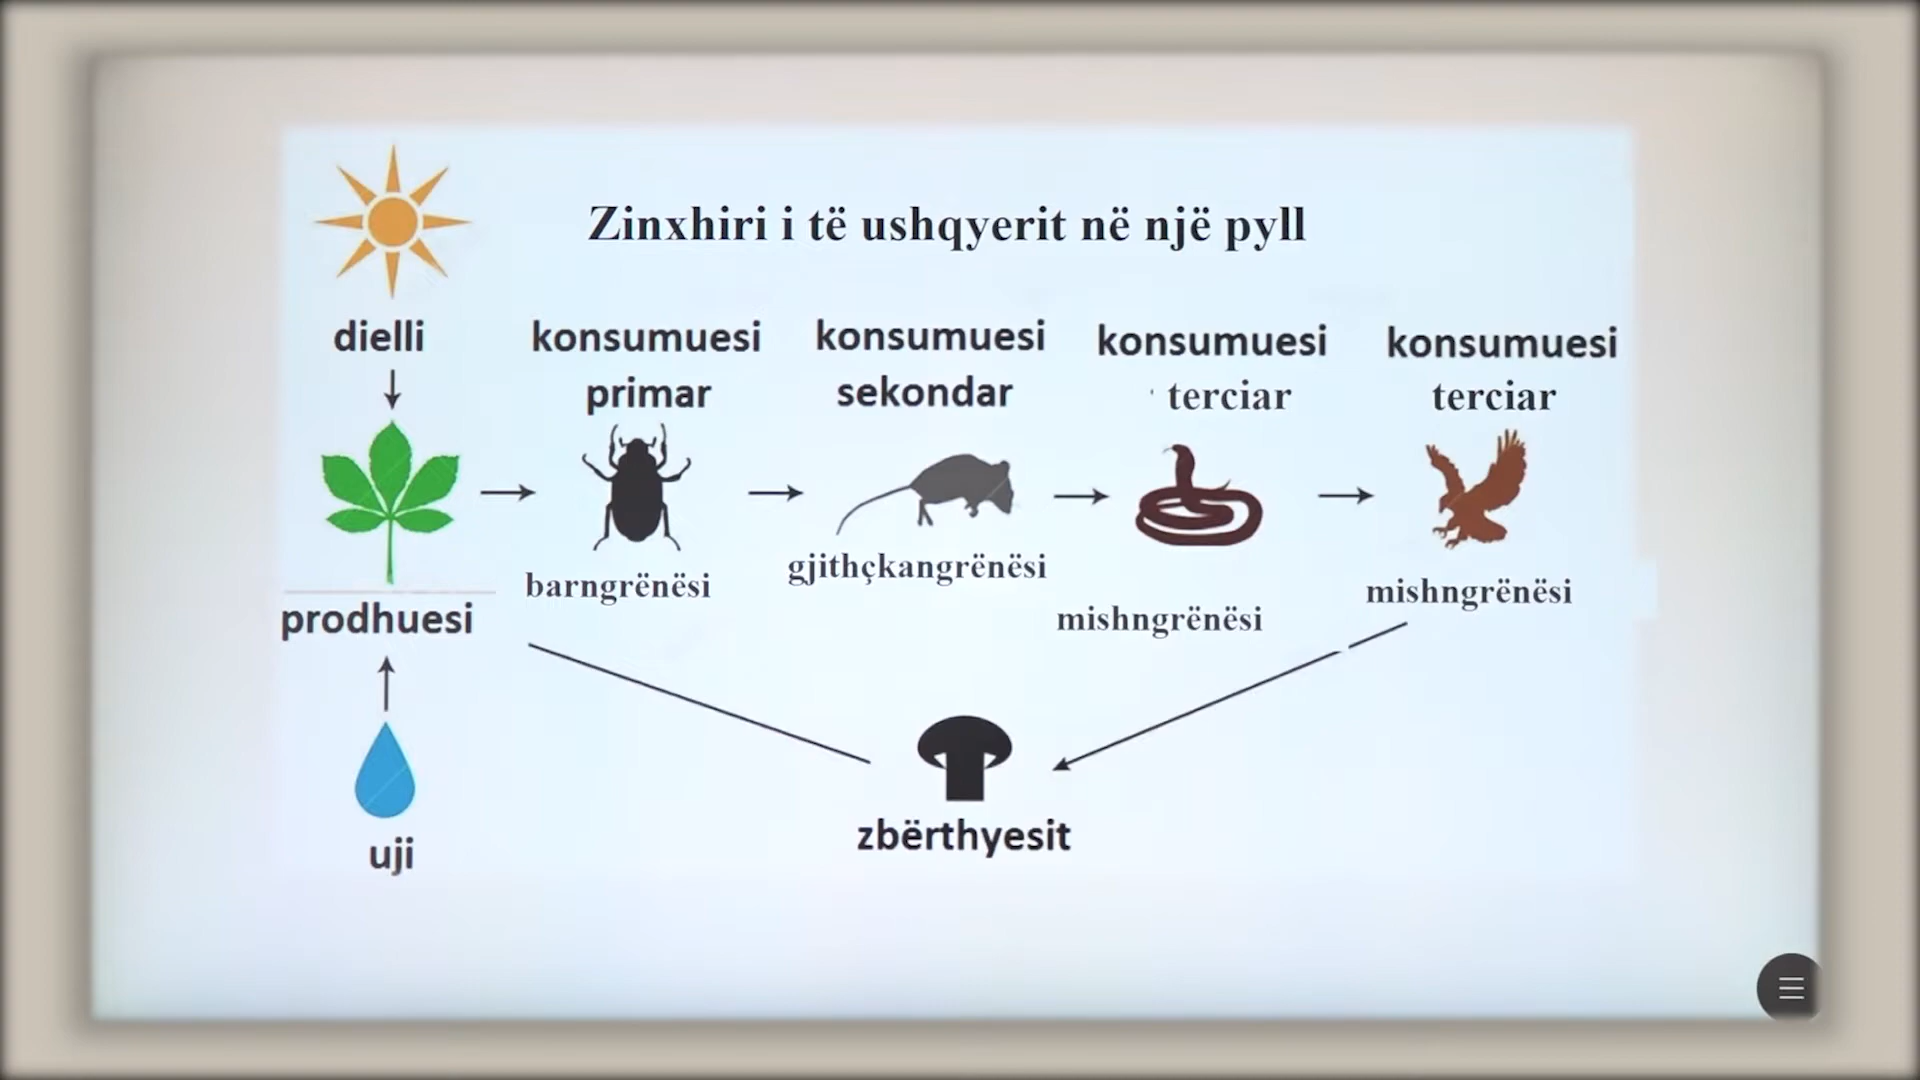 Zinxhiri i të ushqyerit në një pyll
dielli
konsumuesi
primar
konsumuesi
sekondar
konsumuesi
terciar
konsumuesi
terciar
barngrënësi
gjithçkangrënësi
mishngrënësi
mishngrënësi
prodhuesi
uji
zbërthyesit